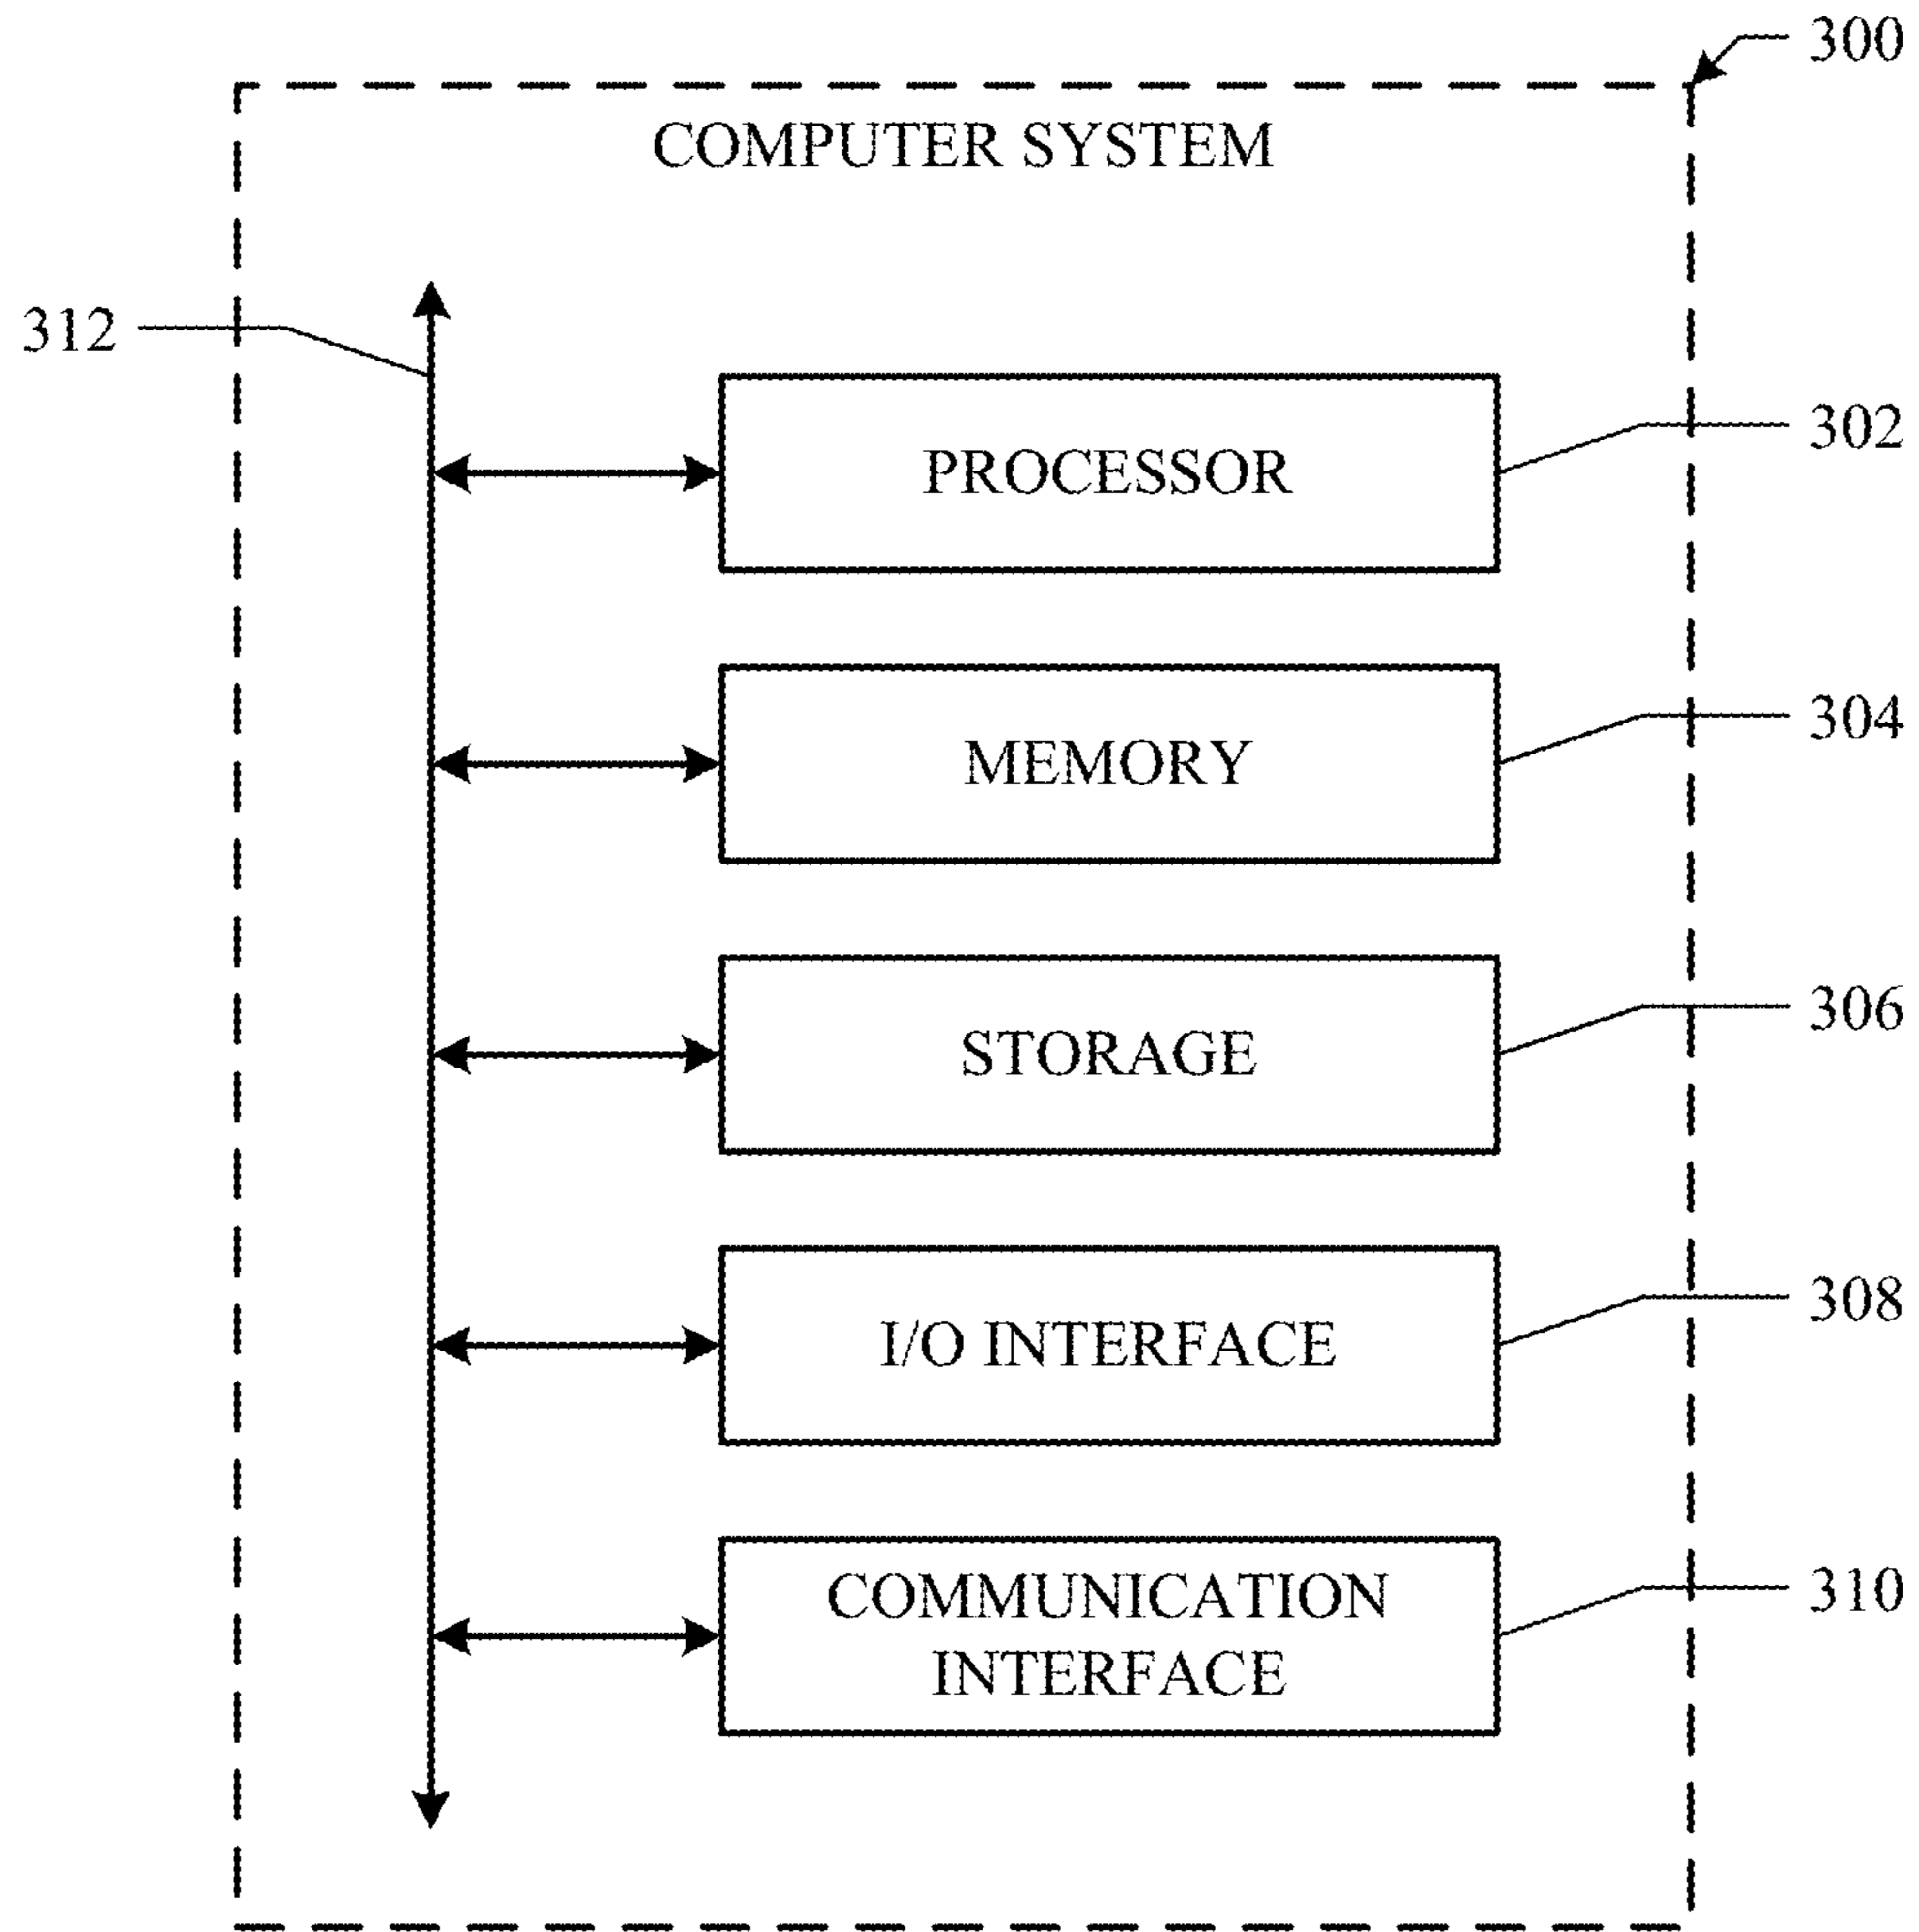 300
COMPUTER SYSTEM
312
302
PROCESSOR
304
MEMORY
306
STORAGE
308
I/O INTERFACE
310
COMMUNICATION
INTERFACE